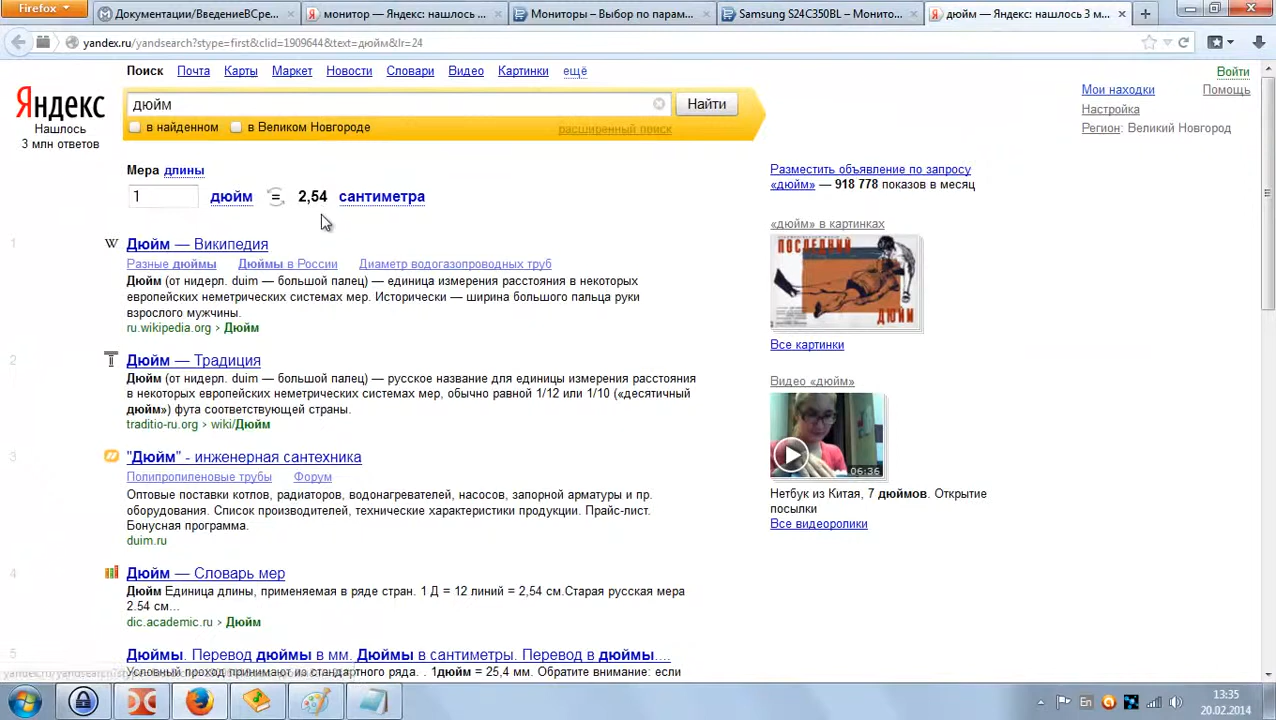 Firefox
Документации/ВведениеВСре...
монитор — Яндекс: нашлось ...
Мониторы – Выбор по парам...
Samsung S24C350BL – Монито...
дюйм — Яндекс: нашлось 3 м...
yandex.ru/yandsearch?stype=first&clid=1909644&text=дюйм&lr=24
Поиск Почта Карты Маркет Новости Словари Видео Картинки ещё
Войти
Мои находки Помощь
Настройка
Регион: Великий Новгород
Яндекс
Нашлось
3 млн ответов
дюйм
Найти
в найденном в Великом Новгороде расширенный поиск
Мера длины
1 дюйм = 2,54 сантиметра
1 W Дюйм — Википедия
Разные дюймы Дюймы в России Диаметр водогазопроводных труб
Дюйм (от нидерл. duim — большой палец) — единица измерения расстояния в некоторых
европейских неметрических системах мер. Исторически — ширина большого пальца руки
взрослого мужчины.
ru.wikipedia.org › Дюйм
2 Дюйм — Традиция
Дюйм (от нидерл. duim — большой палец) — русское название для единицы измерения расстояния
в некоторых европейских неметрических системах мер, обычно равной 1/12 или 1/10 («десятичный
дюйм») фута соответствующей страны.
traditio-ru.org › wiki/Дюйм
3 "Дюйм" - инженерная сантехника
Полипропиленовые трубы Форум
Оптовые поставки котлов, радиаторов, водонагревателей, насосов, запорной арматуры и пр.
оборудования. Список производителей, технические характеристики продукции. Прайс-лист.
Бонусная программа.
duim.ru
4 Дюйм — Словарь мер
Дюйм Единица длины, применяемая в ряде стран. 1 Д = 12 линий = 2,54 см.Старая русская мера
2.54 см...
dic.academic.ru › Дюйм
5 Дюймы. Перевод дюймы в мм. Дюймы в сантиметры. Перевод в дюймы....
Условный проход принимают из стандартного ряда. . 1дюйм = 25,4 мм. Обратите внимание: если
Разместить объявление по запросу
«дюйм» — 918 778 показов в месяц
«дюйм» в картинках
ПОСЛЕДНИЙ
ДЮЙМ
Все картинки
Видео «дюйм»
06:36
Нетбук из Китая, 7 дюймов. Открытие
посылки
Все видеоролики
En
13:35
20.02.2014